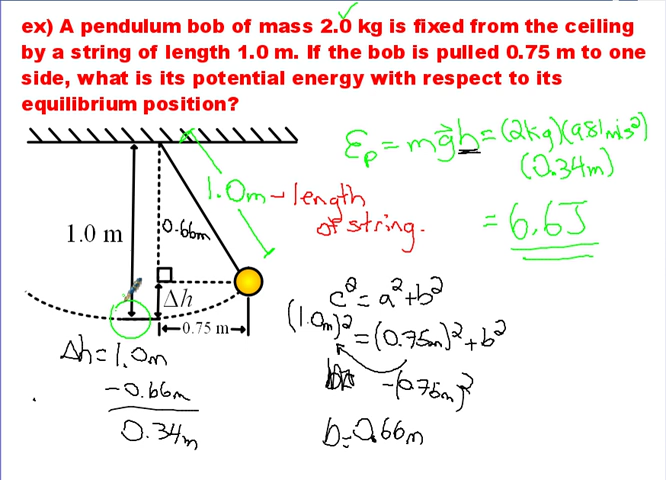 ex) A pendulum bob of mass 2.0 kg is fixed from the ceiling
by a string of length 1.0 m. If the bob is pulled 0.75 m to one
side, what is its potential energy with respect to its
equilibrium position?
Ep = mgh = (2kg)(9.81m/s²)
(0.34m)
= 6.6J
1.0m - length
of string.
1.0 m
0.66m
Δh
0.75 m
c² = a² + b²
(1.0m)² = (0.75m)² + b²
-(0.75m)²
b = 0.66m
Δh = 1.0m
-0.66m
0.34m